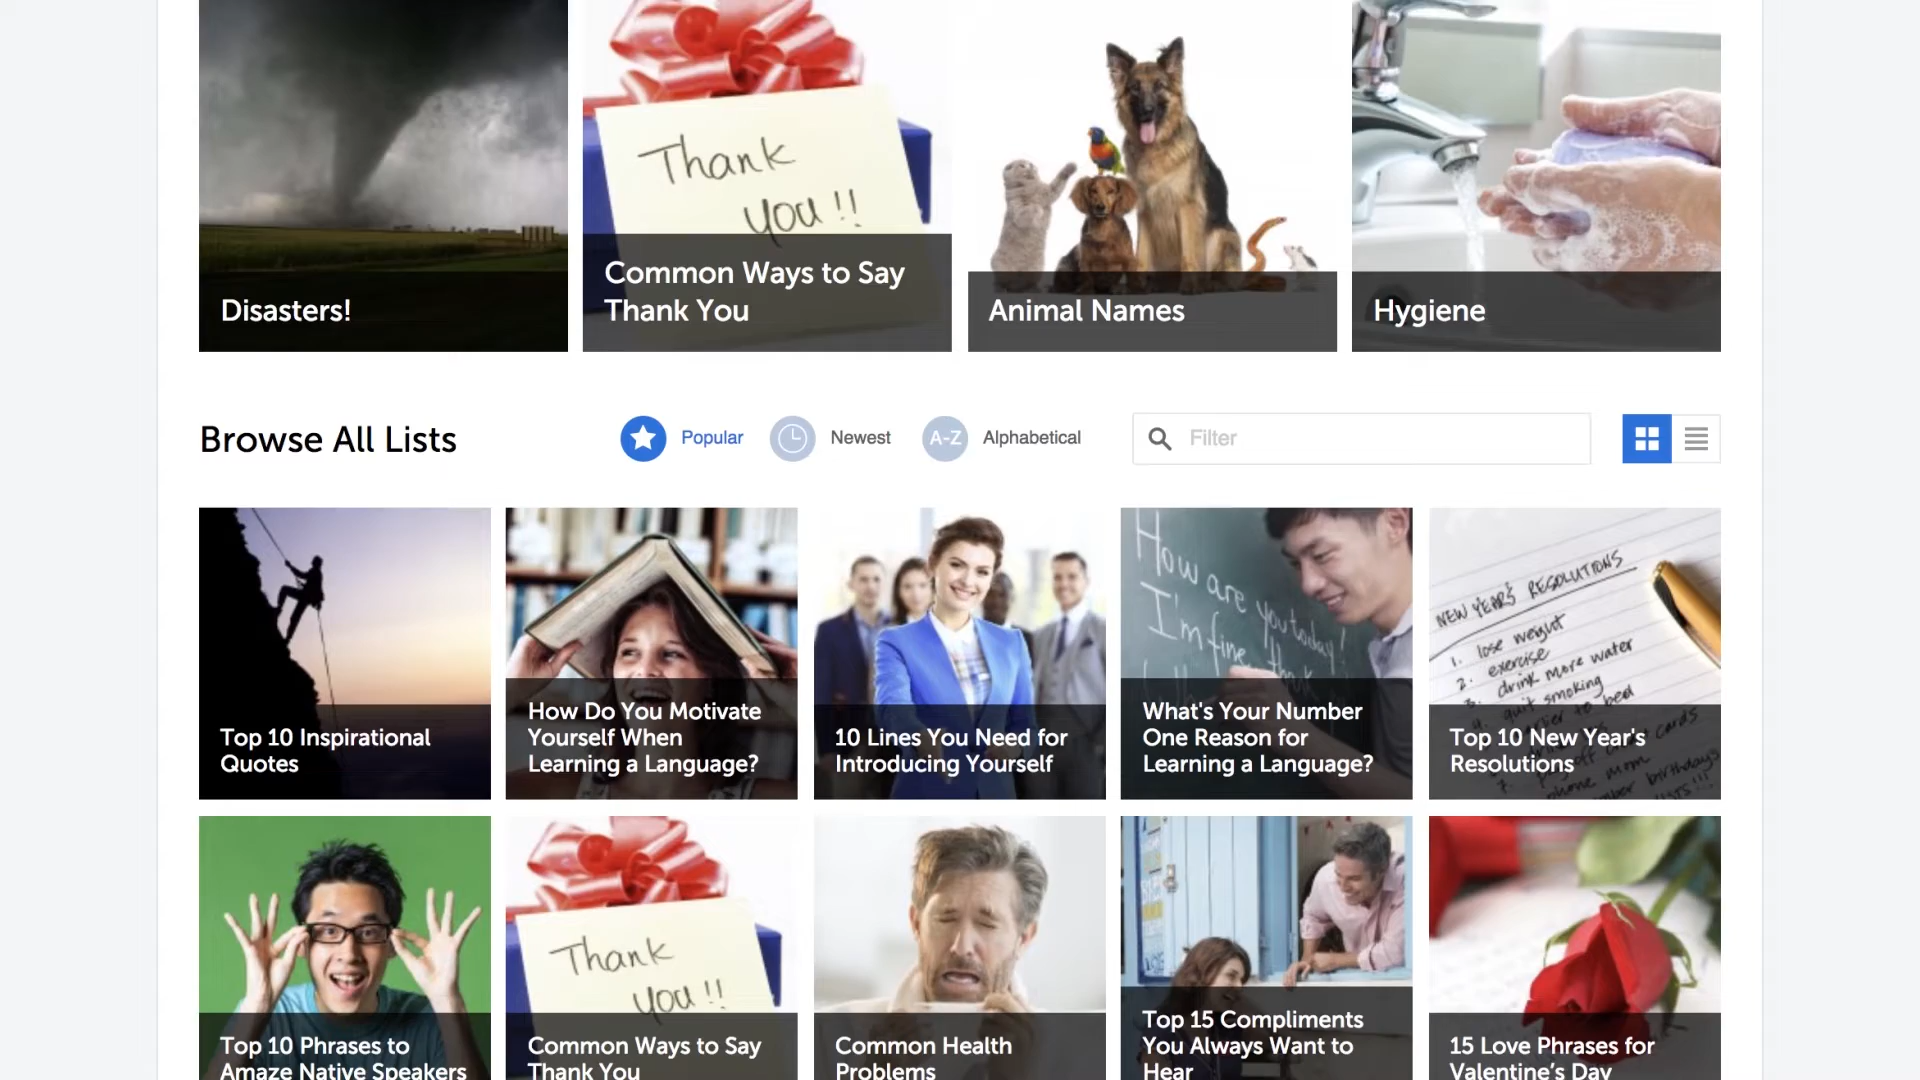 Thank
you!!
Disasters!
Common Ways to Say
Thank You
Animal Names
Hygiene
Browse All Lists
Popular
Newest
A-Z
Alphabetical
Filter
How are you today!
I'm fine, thank
NEW YEAR'S RESOLUTIONS
1. lose weight
2. exercise
3. drink more water
4. quit smoking
Top 10 Inspirational
Quotes
How Do You Motivate
Yourself When
Learning a Language?
10 Lines You Need for
Introducing Yourself
What's Your Number
One Reason for
Learning a Language?
Top 10 New Year's
Resolutions
Thank
you!!
Top 10 Phrases to
Amaze Native Speakers
Common Ways to Say
Thank You
Common Health
Problems
Top 15 Compliments
You Always Want to
Hear
15 Love Phrases for
Valentine's Day